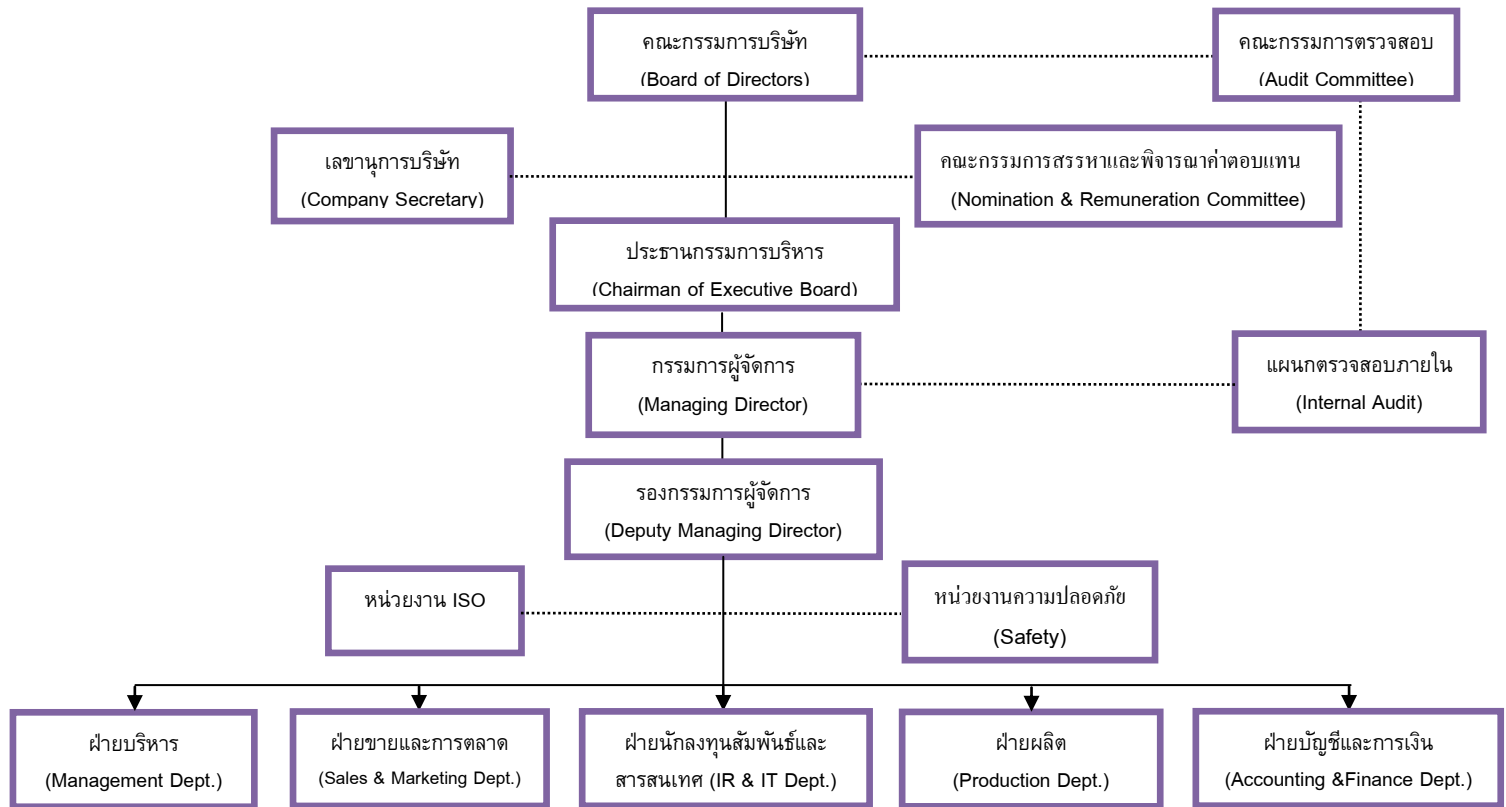 คณะกรรมการบริษัท
(Board of Directors)
คณะกรรมการตรวจสอบ
(Audit Committee)
เลขานุการบริษัท
(Company Secretary)
คณะกรรมการสรรหาและพิจารณาค่าตอบแทน
(Nomination & Remuneration Committee)
ประธานกรรมการบริหาร
(Chairman of Executive Board)
กรรมการผู้จัดการ
(Managing Director)
แผนกตรวจสอบภายใน
(Internal Audit)
รองกรรมการผู้จัดการ
(Deputy Managing Director)
หน่วยงาน ISO
หน่วยงานความปลอดภัย
(Safety)
ฝ่ายบริหาร
(Management Dept.)
ฝ่ายขายและการตลาด
(Sales & Marketing Dept.)
ฝ่ายนักลงทุนสัมพันธ์และ
สารสนเทศ (IR & IT Dept.)
ฝ่ายผลิต
(Production Dept.)
ฝ่ายบัญชีและการเงิน
(Accounting &Finance Dept.)